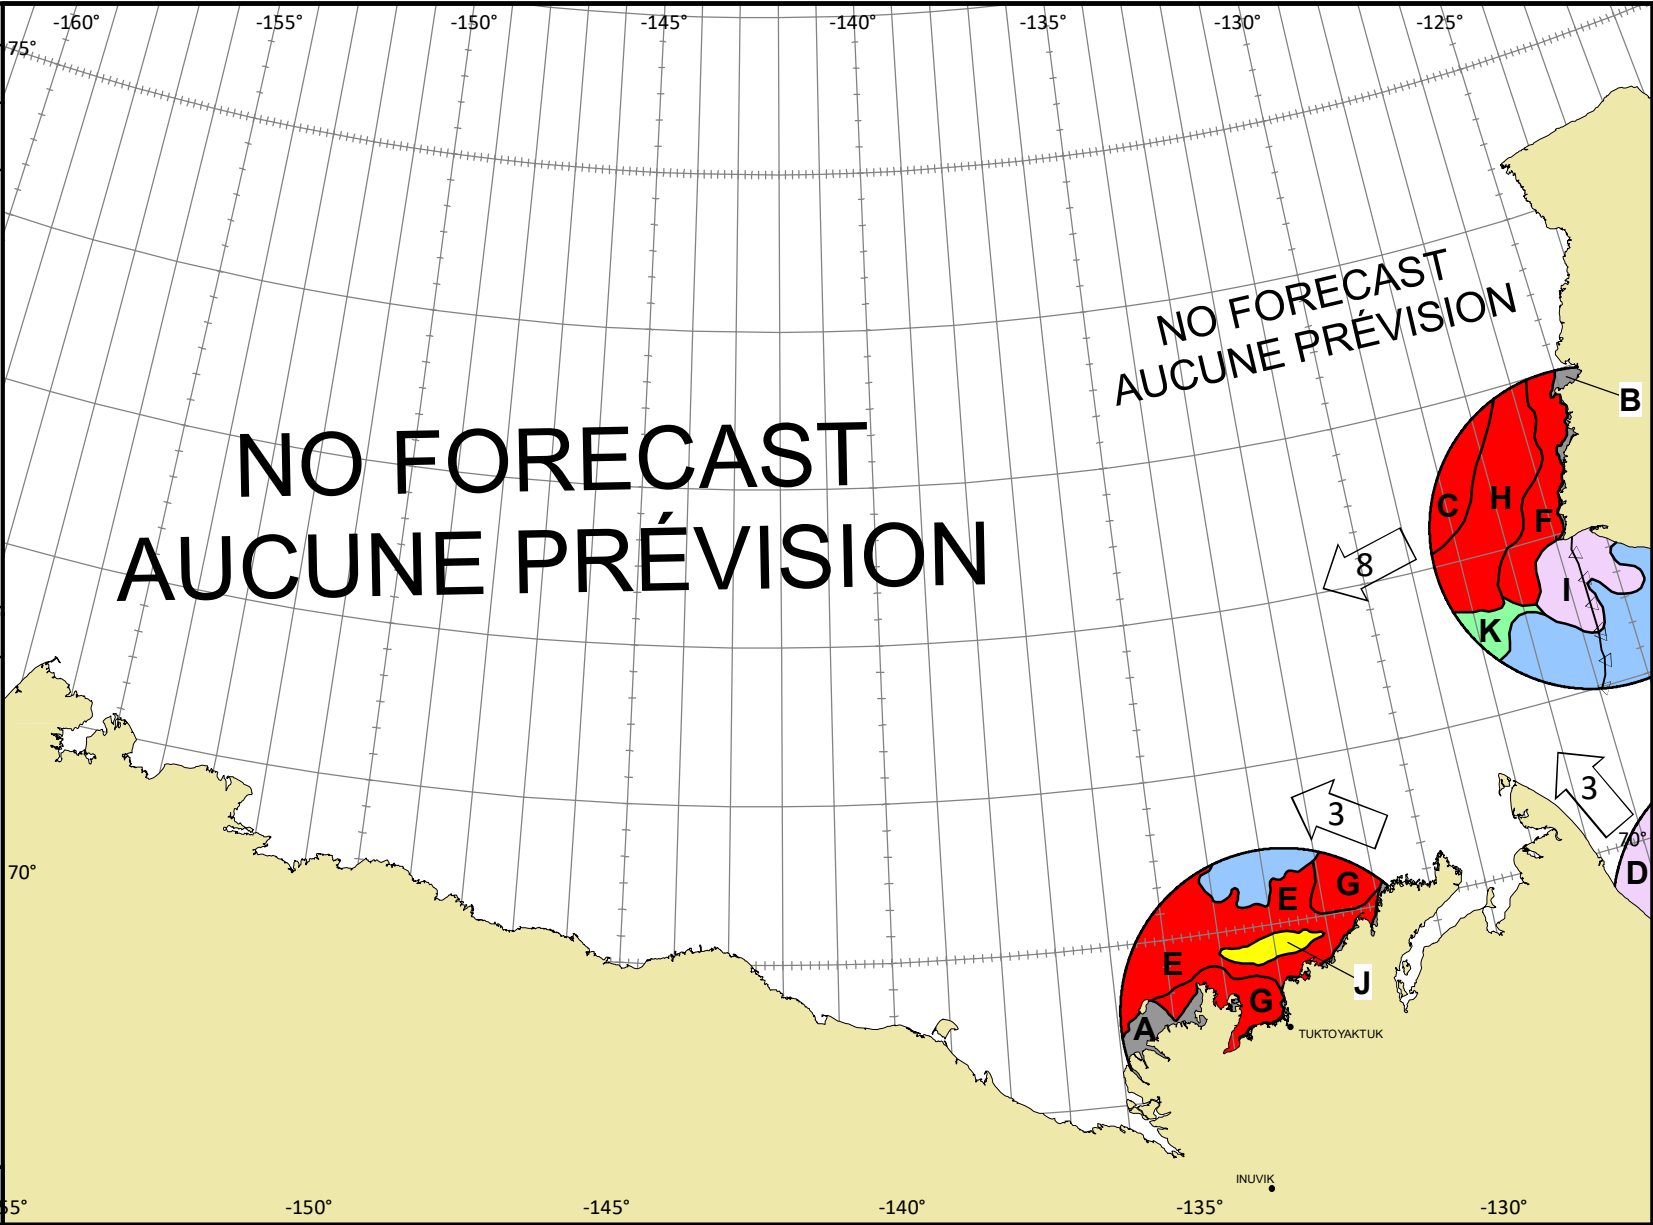 -160° -155° -150° -145° -140° -135° -130° -125°
75°
NO FORECAST
AUCUNE PRÉVISION
B
NO FORECAST
AUCUNE PRÉVISION
C H F
8
I
K
3
3
70°
70°
D
E G
E
J
G
A
TUKTOYAKTUK
INUVIK
55° -150° -145° -140° -135° -130°